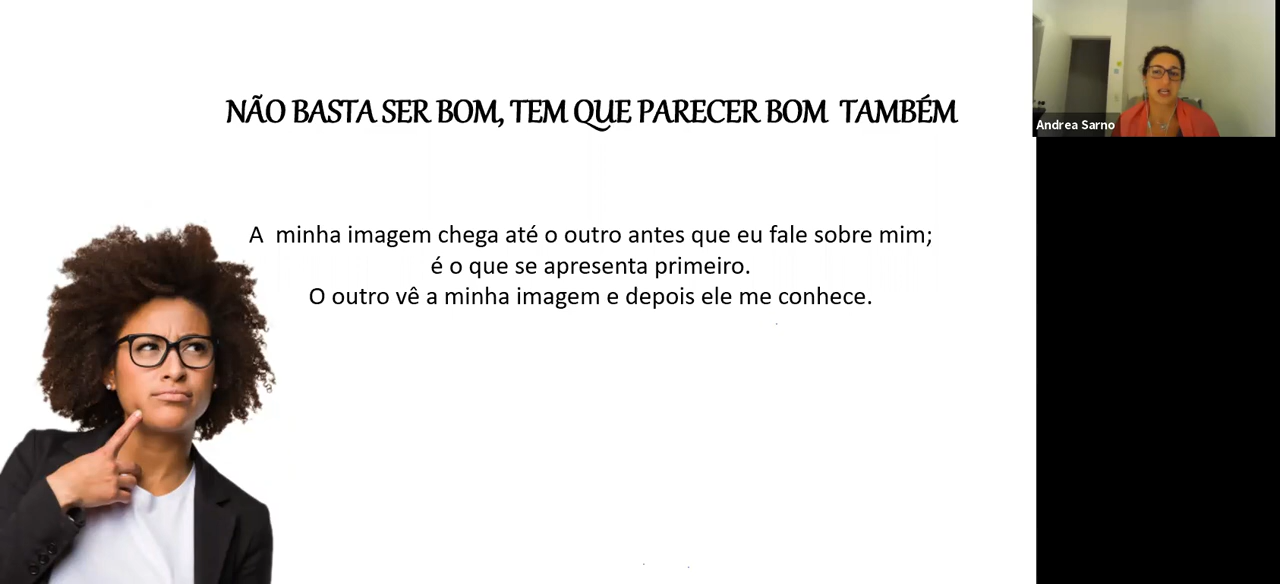 NÃO BASTA SER BOM, TEM QUE PARECER BOM TAMBÉM
A minha imagem chega até o outro antes que eu fale sobre mim;
é o que se apresenta primeiro.
O outro vê a minha imagem e depois ele me conhece.
Andrea Sarno